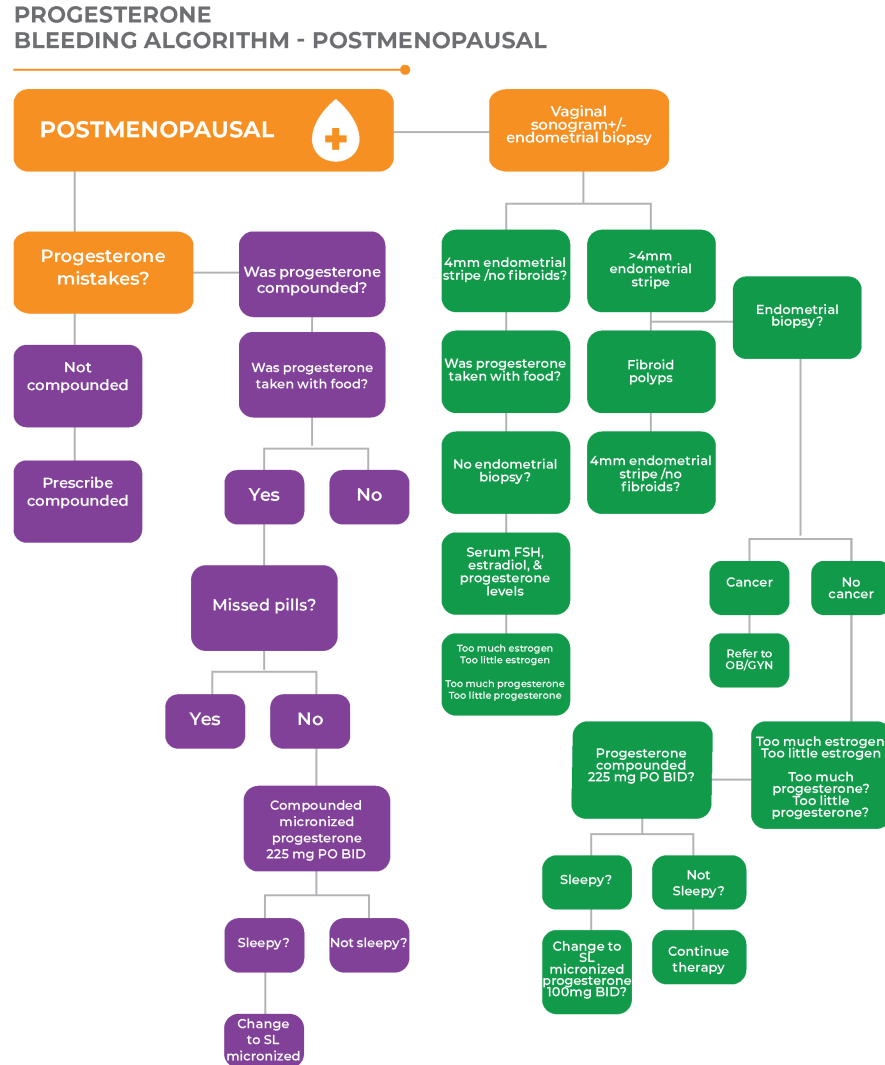 PROGESTERONE
BLEEDING ALGORITHM - POSTMENOPAUSAL
POSTMENOPAUSAL
Vaginal
sonogram+/-
endometrial biopsy
Progesterone
mistakes?
Was progesterone
compounded?
Not
compounded
Was progesterone
taken with food?
Prescribe
compounded
Yes
No
Missed pills?
Yes
No
Compounded
micronized
progesterone
225 mg PO BID
Sleepy?
Not sleepy?
Change
to SL
micronized
4mm endometrial
stripe /no fibroids?
>4mm
endometrial
stripe
Endometrial
biopsy?
Was progesterone
taken with food?
Fibroid
polyps
No endometrial
biopsy?
4mm endometrial
stripe /no
fibroids?
Serum FSH,
estradiol, &
progesterone
levels
Too much estrogen
Too little estrogen
Too much progesterone
Too little progesterone
Cancer
No
cancer
Refer to
OB/GYN
Too much estrogen
Too little estrogen
Too much
progesterone?
Too little
progesterone?
Progesterone
compounded
225 mg PO BID?
Sleepy?
Not
Sleepy?
Change to
SL
micronized
progesterone
100mg BID?
Continue
therapy